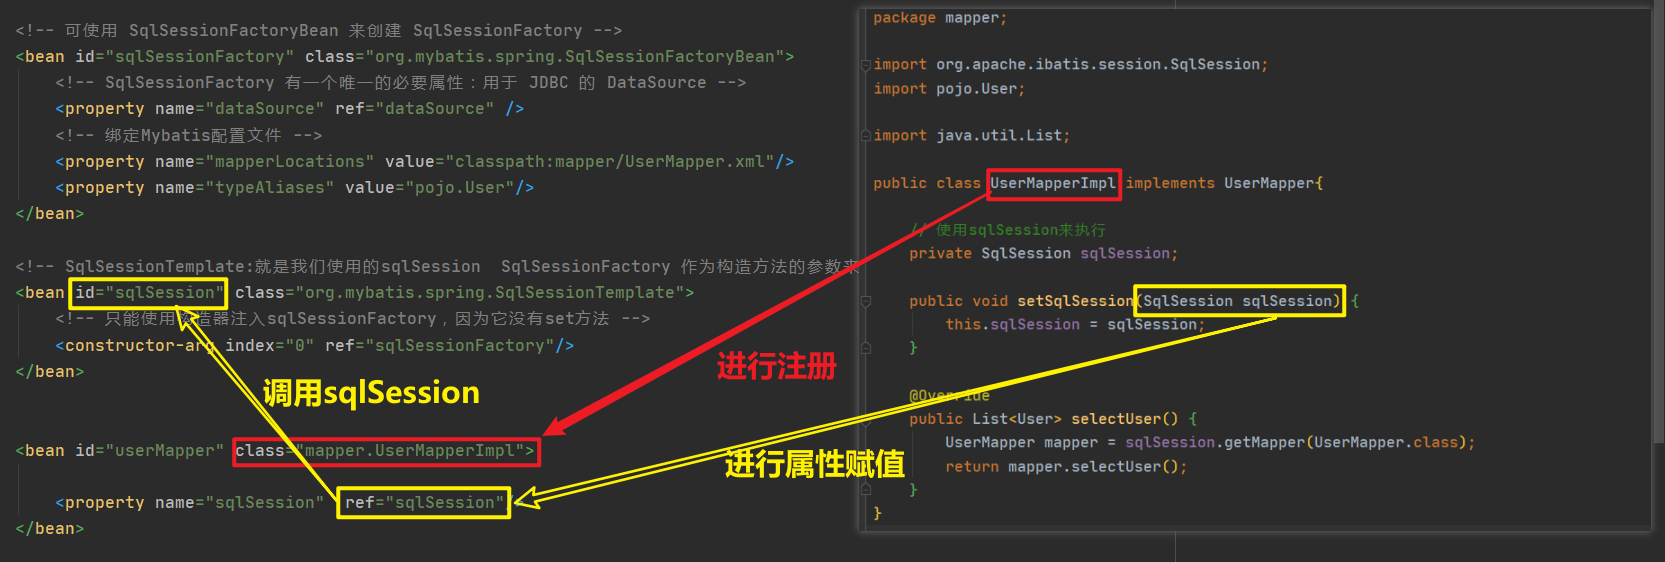 <!-- 可使用 SqlSessionFactoryBean 来创建 SqlSessionFactory -->
<bean id="sqlSessionFactory" class="org.mybatis.spring.SqlSessionFactoryBean">
<!-- SqlSessionFactory 有一个唯一的必要属性：用于 JDBC 的 DataSource -->
<property name="dataSource" ref="dataSource" />
<!-- 绑定Mybatis配置文件 -->
<property name="mapperLocations" value="classpath:mapper/UserMapper.xml"/>
<property name="typeAliases" value="pojo.User"/>
</bean>
<!-- SqlSessionTemplate:就是我们使用的sqlSession  SqlSessionFactory 作为构造方法的参数来
<bean id="sqlSession" class="org.mybatis.spring.SqlSessionTemplate">
<!-- 只能使用构造器注入sqlSessionFactory，因为它没有set方法 -->
<constructor-arg index="0" ref="sqlSessionFactory"/>
</bean>
调用sqlSession
<bean id="userMapper" class="mapper.UserMapperImpl">
<property name="sqlSession"  ref="sqlSession"/>
</bean>
进行注册
进行属性赋值
package mapper;
import org.apache.ibatis.session.SqlSession;
import pojo.User;
import java.util.List;
public class UserMapperImpl implements UserMapper{
// 使用sqlSession来执行
private SqlSession sqlSession;
public void setSqlSession(SqlSession sqlSession) {
this.sqlSession = sqlSession;
}
@Override
public List<User> selectUser() {
UserMapper mapper = sqlSession.getMapper(UserMapper.class);
return mapper.selectUser();
}
}